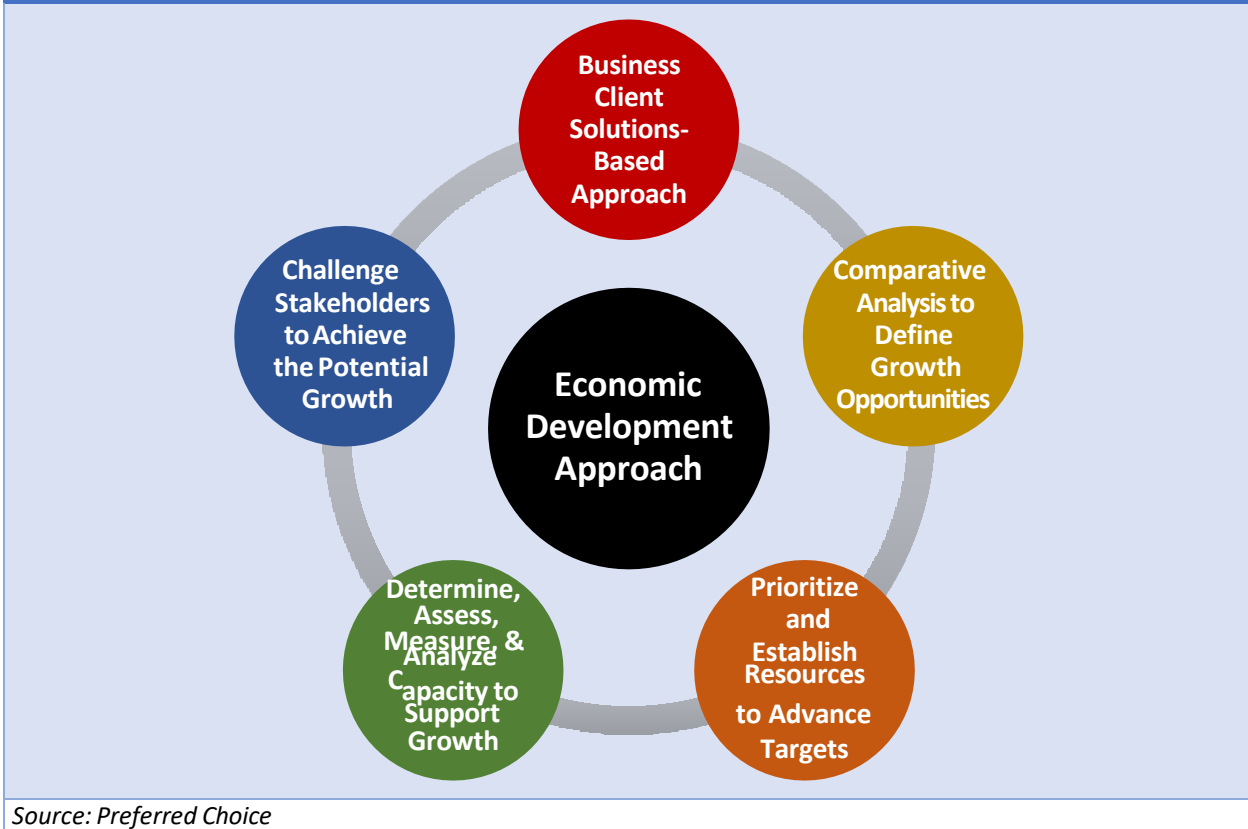 Business
Client
Solutions-
Based
Approach
Comparative
Analysis to
Define
Growth
Opportunities
Prioritize
and
Establish
Resources
to Advance
Targets
Determine,
Assess,
Measure, &
Analyze
Capacity to
Support
Growth
Challenge
Stakeholders
to Achieve
the Potential
Growth
Economic
Development
Approach
Source: Preferred Choice